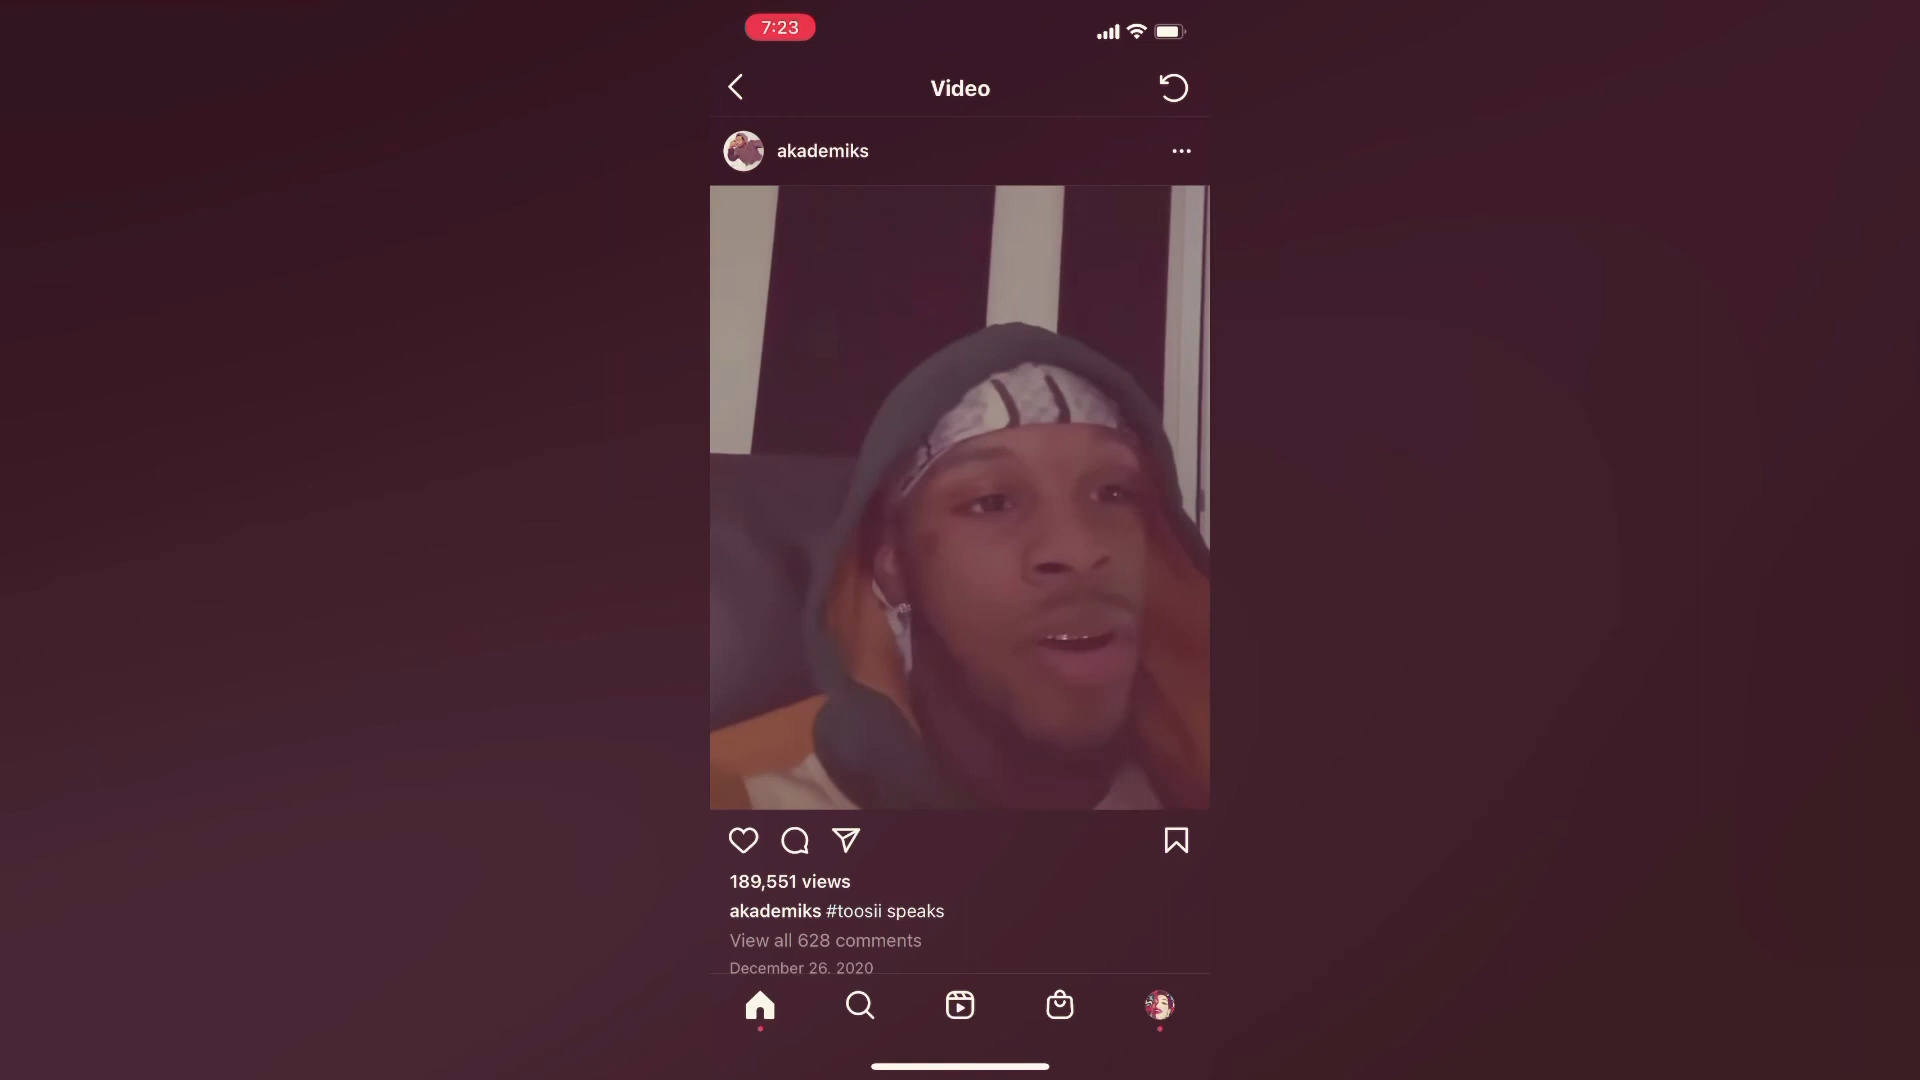 7:23
Video
akademiks
189,551 views
akademiks #toosii speaks
View all 628 comments
December 26, 2020